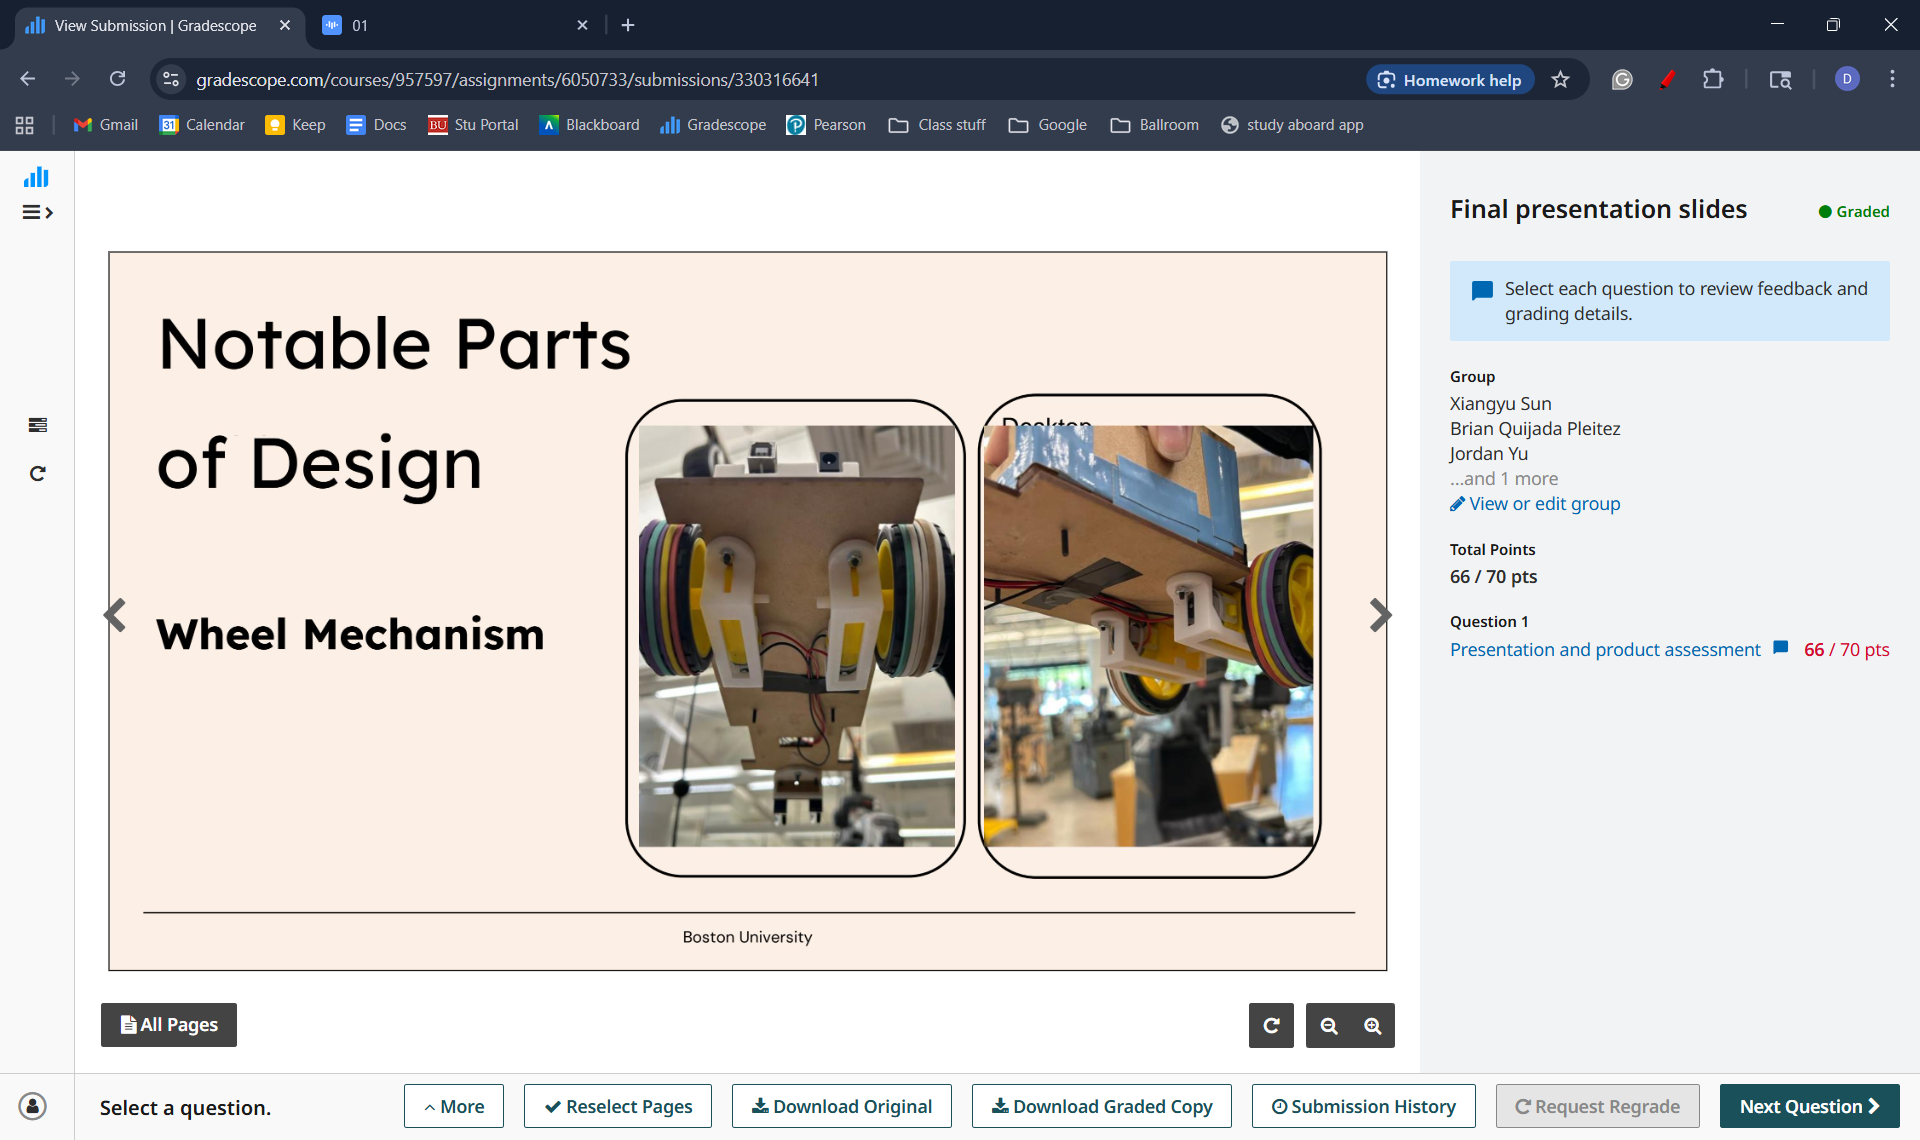 View Submission | Gradescope
01
gradescope.com/courses/957597/assignments/6050733/submissions/330316641
Homework help
D
Gmail
31
Calendar
Keep
Docs
BU
Stu Portal
Blackboard
Gradescope
Pearson
Class stuff
Google
Ballroom
study aboard app
Final presentation slides
Graded
Select each question to review feedback and
grading details.
Notable Parts
of Design
Wheel Mechanism
Desktop
Boston University
Group
Xiangyu Sun
Brian Quijada Pleitez
Jordan Yu
...and 1 more
View or edit group
Total Points
66 / 70 pts
Question 1
Presentation and product assessment
66 / 70 pts
All Pages
Select a question.
More
Reselect Pages
Download Original
Download Graded Copy
Submission History
Request Regrade
Next Question